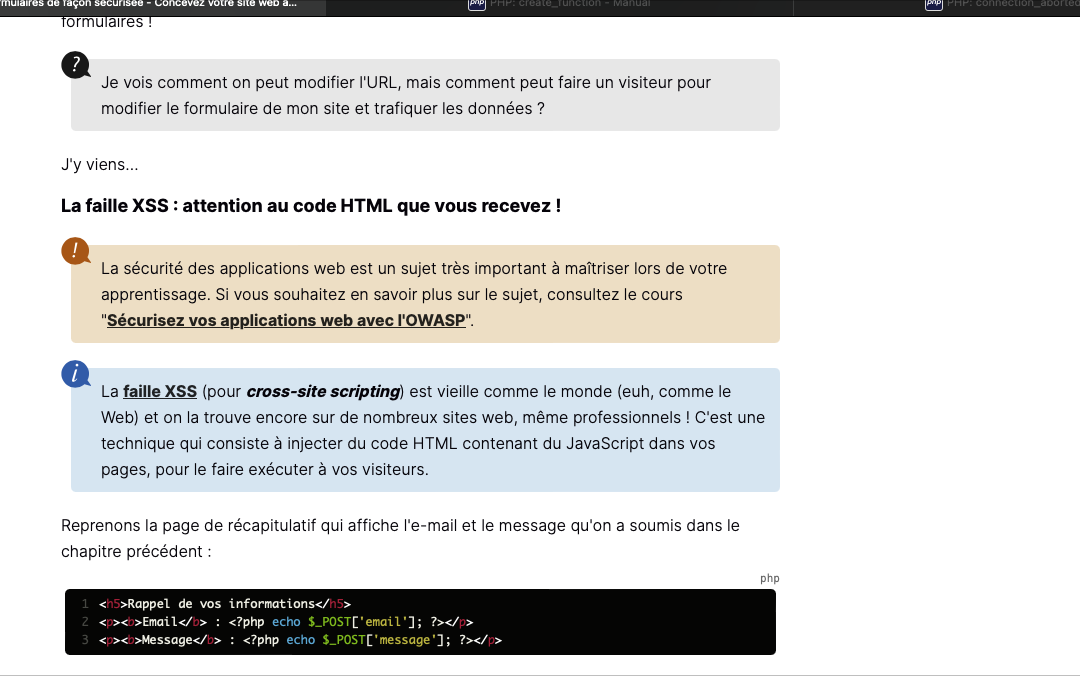 rmulaires de façon sécurisée - Concevez votre site web a...
php PHP: create_function - Manual
php PHP: connection_aborted
formulaires !
?
Je vois comment on peut modifier l'URL, mais comment peut faire un visiteur pour
modifier le formulaire de mon site et trafiquer les données ?
J'y viens...
La faille XSS : attention au code HTML que vous recevez !
!
La sécurité des applications web est un sujet très important à maîtriser lors de votre
apprentissage. Si vous souhaitez en savoir plus sur le sujet, consultez le cours
"Sécurisez vos applications web avec l'OWASP".
i
La faille XSS (pour cross-site scripting) est vieille comme le monde (euh, comme le
Web) et on la trouve encore sur de nombreux sites web, même professionnels ! C'est une
technique qui consiste à injecter du code HTML contenant du JavaScript dans vos
pages, pour le faire exécuter à vos visiteurs.
Reprenons la page de récapitulatif qui affiche l'e-mail et le message qu'on a soumis dans le
chapitre précédent :
php
1 <h5>Rappel de vos informations</h5>
2 <p><b>Email</b> : <?php echo $_POST['email']; ?></p>
3 <p><b>Message</b> : <?php echo $_POST['message']; ?></p>